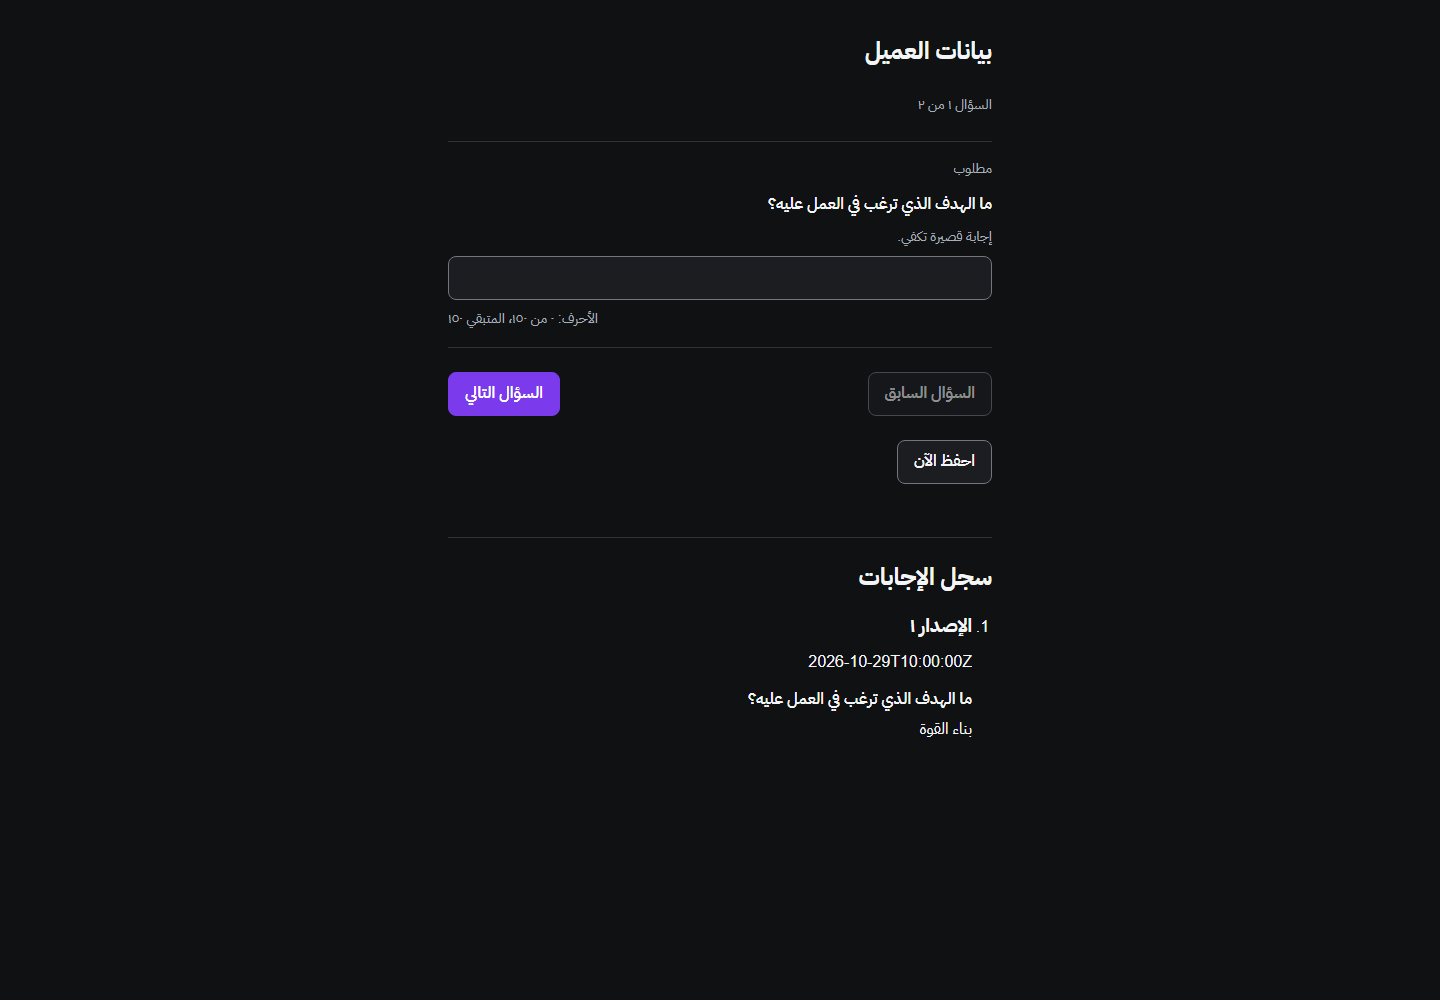 بيانات العميل
السؤال ١ من ٢
مطلوب
ما الهدف الذي ترغب في العمل عليه؟
إجابة قصيرة تكفي.
الأحرف: ٠ من ١٥٠، المتبقي ١٥٠
السؤال السابق
السؤال التالي
احفظ الآن
سجل الإجابات
1. الإصدار ١
2026-10-29T10:00:00Z
ما الهدف الذي ترغب في العمل عليه؟
بناء القوة